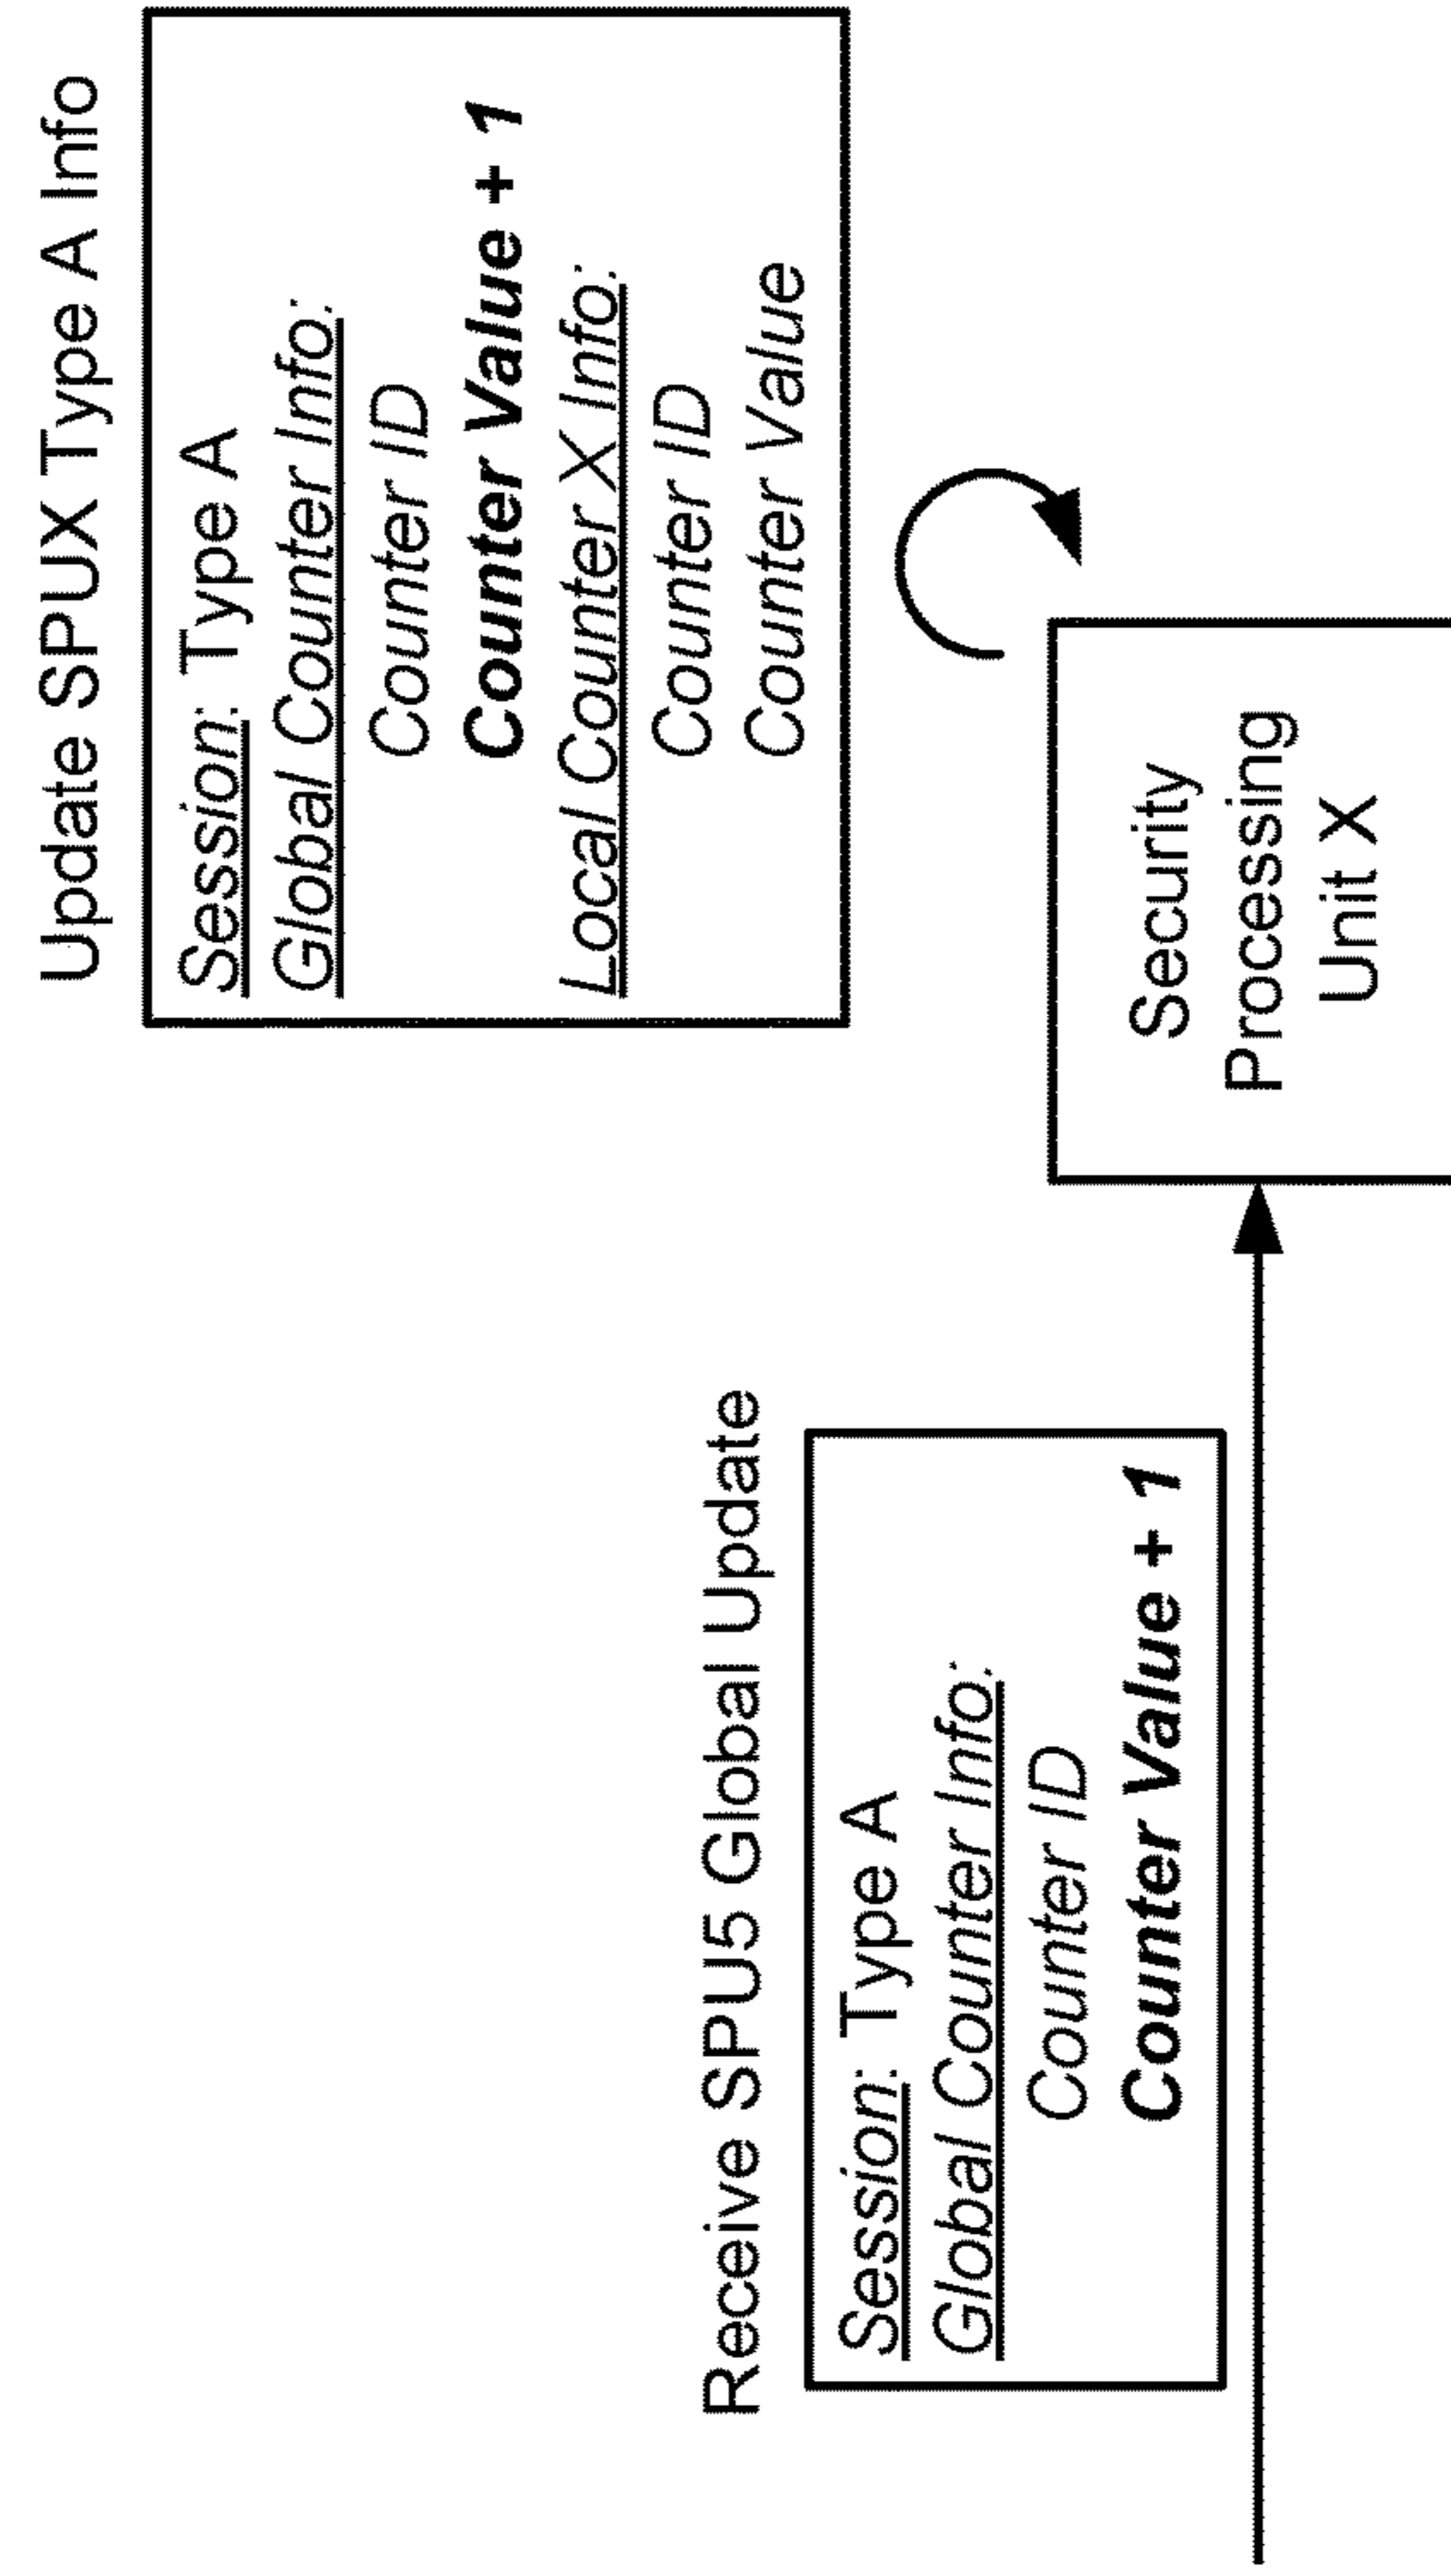 Update SPUX Type A Info
Session: Type A
Global Counter Info:
Counter ID
Counter Value + 1
Local Counter X Info:
Counter ID
Counter Value
Receive SPU5 Global Update
Session: Type A
Global Counter Info:
Counter ID
Counter Value + 1
Security
Processing
Unit X